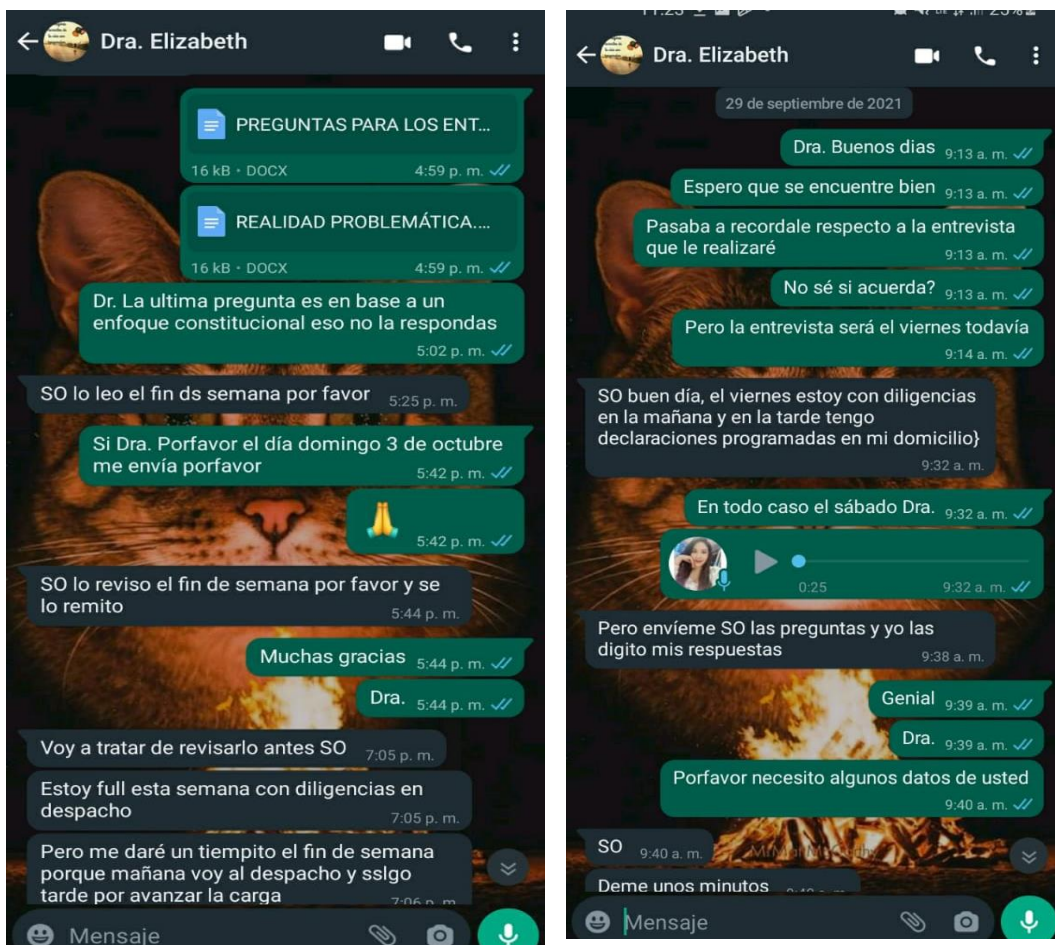 Dra. Elizabeth
PREGUNTAS PARA LOS ENT...
16 kB • DOCX 4:59 p. m.
REALIDAD PROBLEMÁTICA....
16 kB • DOCX 4:59 p. m.
Dr. La ultima pregunta es en base a un
enfoque constitucional eso no la respondas
5:02 p. m.
SO lo leo el fin ds semana por favor 5:25 p. m.
Si Dra. Porfavor el día domingo 3 de octubre
me envía porfavor
5:42 p. m.
🙏
5:42 p. m.
SO lo reviso el fin de semana por favor y se
lo remito
5:44 p. m.
Muchas gracias 5:44 p. m.
Dra. 5:44 p. m.
Voy a tratar de revisarlo antes SO 7:05 p. m.
Estoy full esta semana con diligencias en
despacho
7:05 p. m.
Pero me daré un tiempito el fin de semana
porque mañana voy al despacho y sslgo
tarde por avanzar la carga 7:06 p. m.
Mensaje
Dra. Elizabeth
29 de septiembre de 2021
Dra. Buenos dias 9:13 a. m.
Espero que se encuentre bien 9:13 a. m.
Pasaba a recordale respecto a la entrevista
que le realizaré
9:13 a. m.
No sé si acuerda? 9:13 a. m.
Pero la entrevista será el viernes todavía
9:14 a. m.
SO buen día, el viernes estoy con diligencias
en la mañana y en la tarde tengo
declaraciones programadas en mi domicilio}
9:32 a. m.
En todo caso el sábado Dra. 9:32 a. m.
0:25 9:32 a. m.
Pero envíeme SO las preguntas y yo las
digito mis respuestas
9:38 a. m.
Genial 9:39 a. m.
Dra. 9:39 a. m.
Porfavor necesito algunos datos de usted
9:40 a. m.
SO 9:40 a. m.
Deme unos minutos
Mensaje